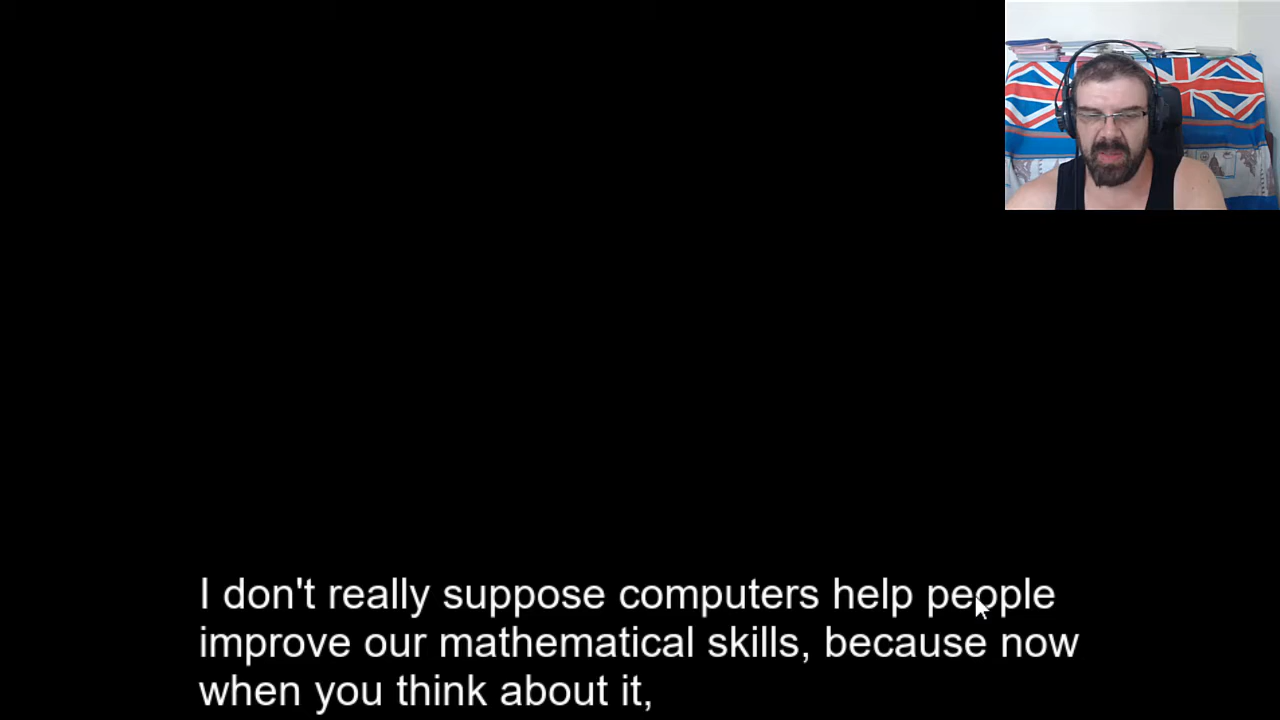 I don't really suppose computers help people
improve our mathematical skills, because now
when you think about it,